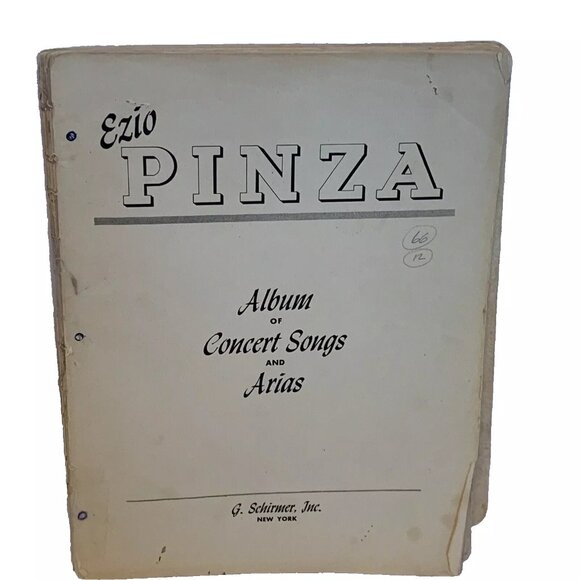 Ezio
PINZA
66
12
Album
OF
Concert Songs
AND
Arias
G. Schirmer, Inc.
NEW YORK